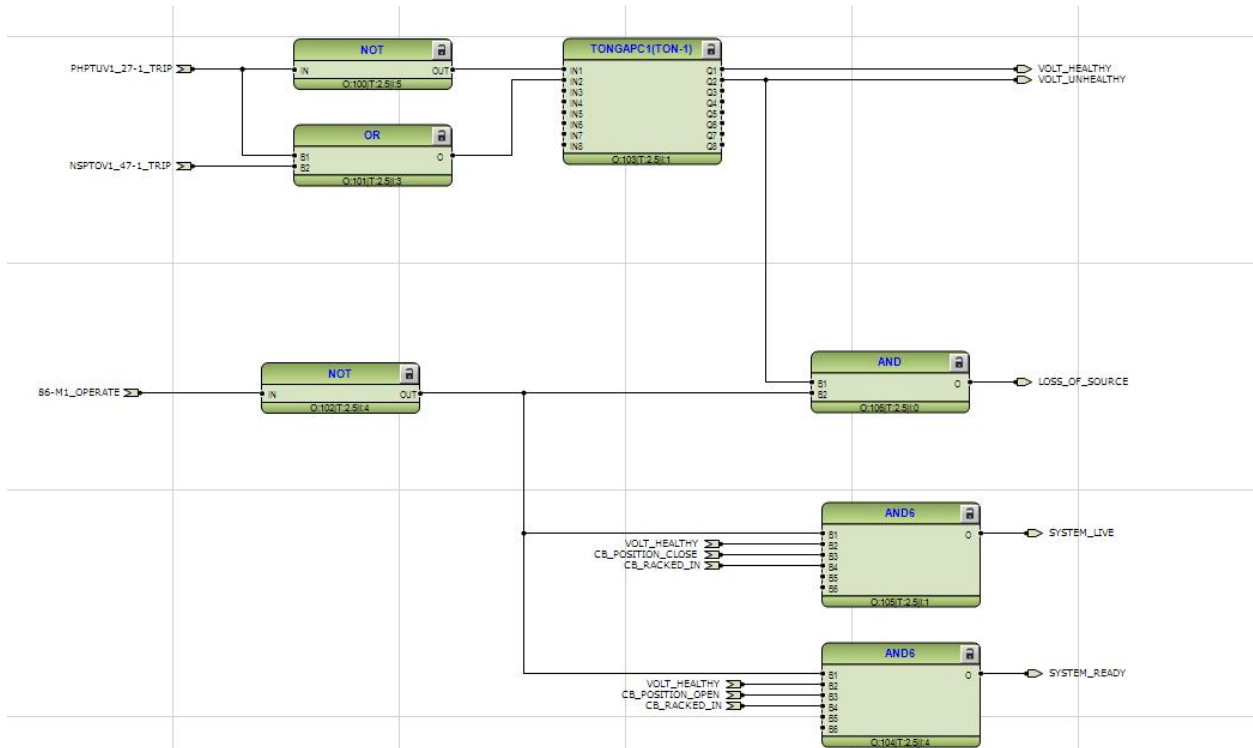 NOT
TONGAPC1(TON-1)
PHPTUV1_27-1_TRIP
IN
OUT
O:100|T:2.5|I:5
IN1
IN2
IN3
IN4
IN5
IN6
IN7
IN8
Q1
Q2
Q3
Q4
Q5
Q6
Q7
Q8
O:103|T:2.5|I:1
VOLT_HEALTHY
VOLT_UNHEALTHY
OR
NSPTOV1_47-1_TRIP
B1
B2
O
O:101|T:2.5|I:3
NOT
86-M1_OPERATE
IN
OUT
O:102|T:2.5|I:4
AND
B1
B2
O
O:106|T:2.5|I:0
LOSS_OF_SOURCE
AND6
VOLT_HEALTHY
CB_POSITION_CLOSE
CB_RACKED_IN
B1
B2
B3
B4
B5
B6
O
O:105|T:2.5|I:1
SYSTEM_LIVE
AND6
VOLT_HEALTHY
CB_POSITION_OPEN
CB_RACKED_IN
B1
B2
B3
B4
B5
B6
O
O:104|T:2.5|I:4
SYSTEM_READY